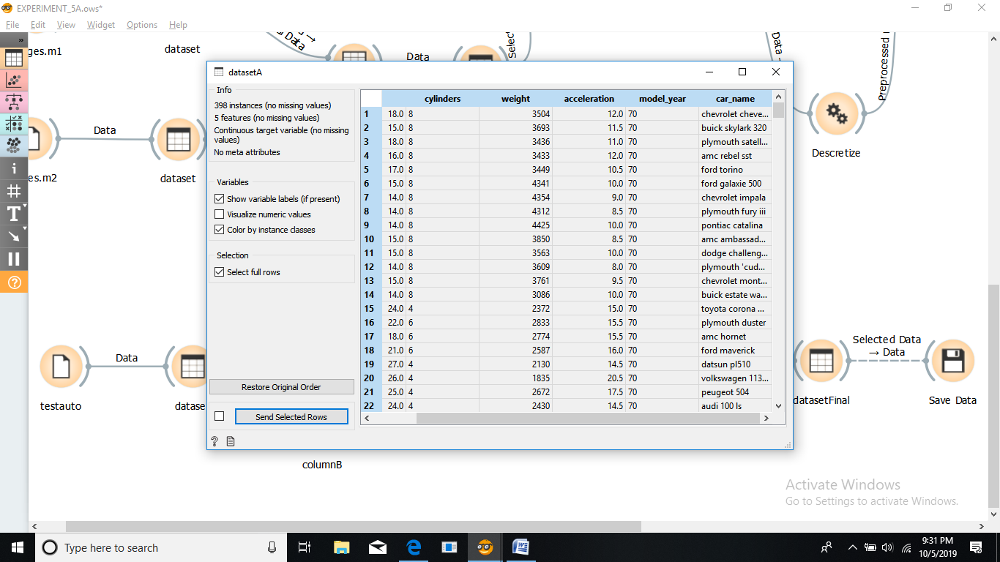 EXPERIMENT_5A.ows*
File Edit View Widget Options Help
»
ges.m1
dataset
Data
Data
Data
datasetA
Info
398 instances (no missing values)
5 features (no missing values)
Continuous target variable (no missing
values)
No meta attributes
Variables
Show variable labels (if present)
Visualize numeric values
Color by instance classes
Selection
Select full rows
Restore Original Order
Send Selected Rows
cylinders weight acceleration model_year car_name
1 18.0 8 3504 12.0 70 chevrolet cheve...
2 15.0 8 3693 11.5 70 buick skylark 320
3 18.0 8 3436 11.0 70 plymouth satell...
4 16.0 8 3433 12.0 70 amc rebel sst
5 17.0 8 3449 10.5 70 ford torino
6 15.0 8 4341 10.0 70 ford galaxie 500
7 14.0 8 4354 9.0 70 chevrolet impala
8 14.0 8 4312 8.5 70 plymouth fury iii
9 14.0 8 4425 10.0 70 pontiac catalina
10 15.0 8 3850 8.5 70 amc ambassad...
11 15.0 8 3563 10.0 70 dodge challeng...
12 14.0 8 3609 8.0 70 plymouth 'cud...
13 15.0 8 3761 9.5 70 chevrolet mont...
14 14.0 8 3086 10.0 70 buick estate wa...
15 24.0 4 2372 15.0 70 toyota corona ...
16 22.0 6 2833 15.5 70 plymouth duster
17 18.0 6 2774 15.5 70 amc hornet
18 21.0 6 2587 16.0 70 ford maverick
19 27.0 4 2130 14.5 70 datsun pl510
20 26.0 4 1835 20.5 70 volkswagen 113...
21 25.0 4 2672 17.5 70 peugeot 504
22 24.0 4 2430 14.5 70 audi 100 ls
Preprocessed
Descretize
Data
es.m2
dataset
Data
testauto
datase
columnB
Selected Data
→ Data
datasetFinal
Save Data
Activate Windows
Go to Settings to activate Windows.
Type here to search
9:31 PM
10/5/2019